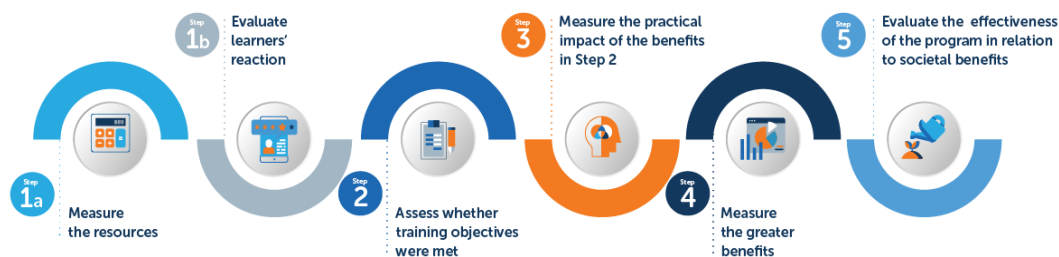 Step
1a
Measure
the resources
Step
1b
Evaluate
learners'
reaction
Step
2
Assess whether
training objectives
were met
Step
3
Measure the practical
impact of the benefits
in Step 2
Step
4
Measure
the greater
benefits
Step
5
Evaluate the effectiveness
of the program in relation
to societal benefits